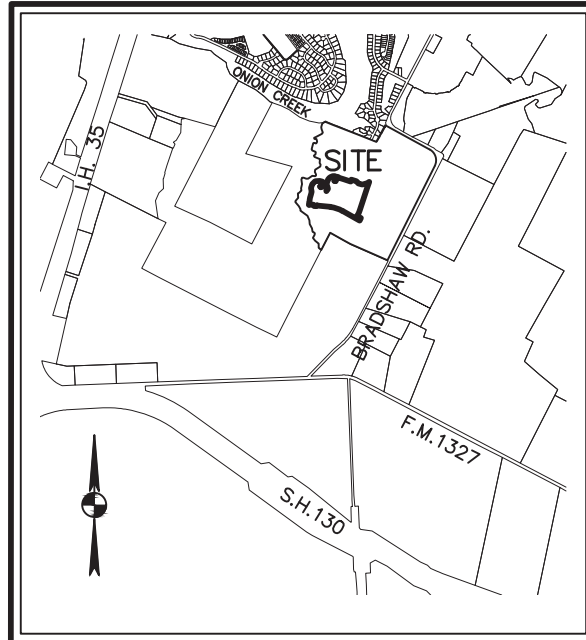 ONION CREEK
I.H. 35
SITE
BRADSHAW RD.
F.M.1327
S.H.130